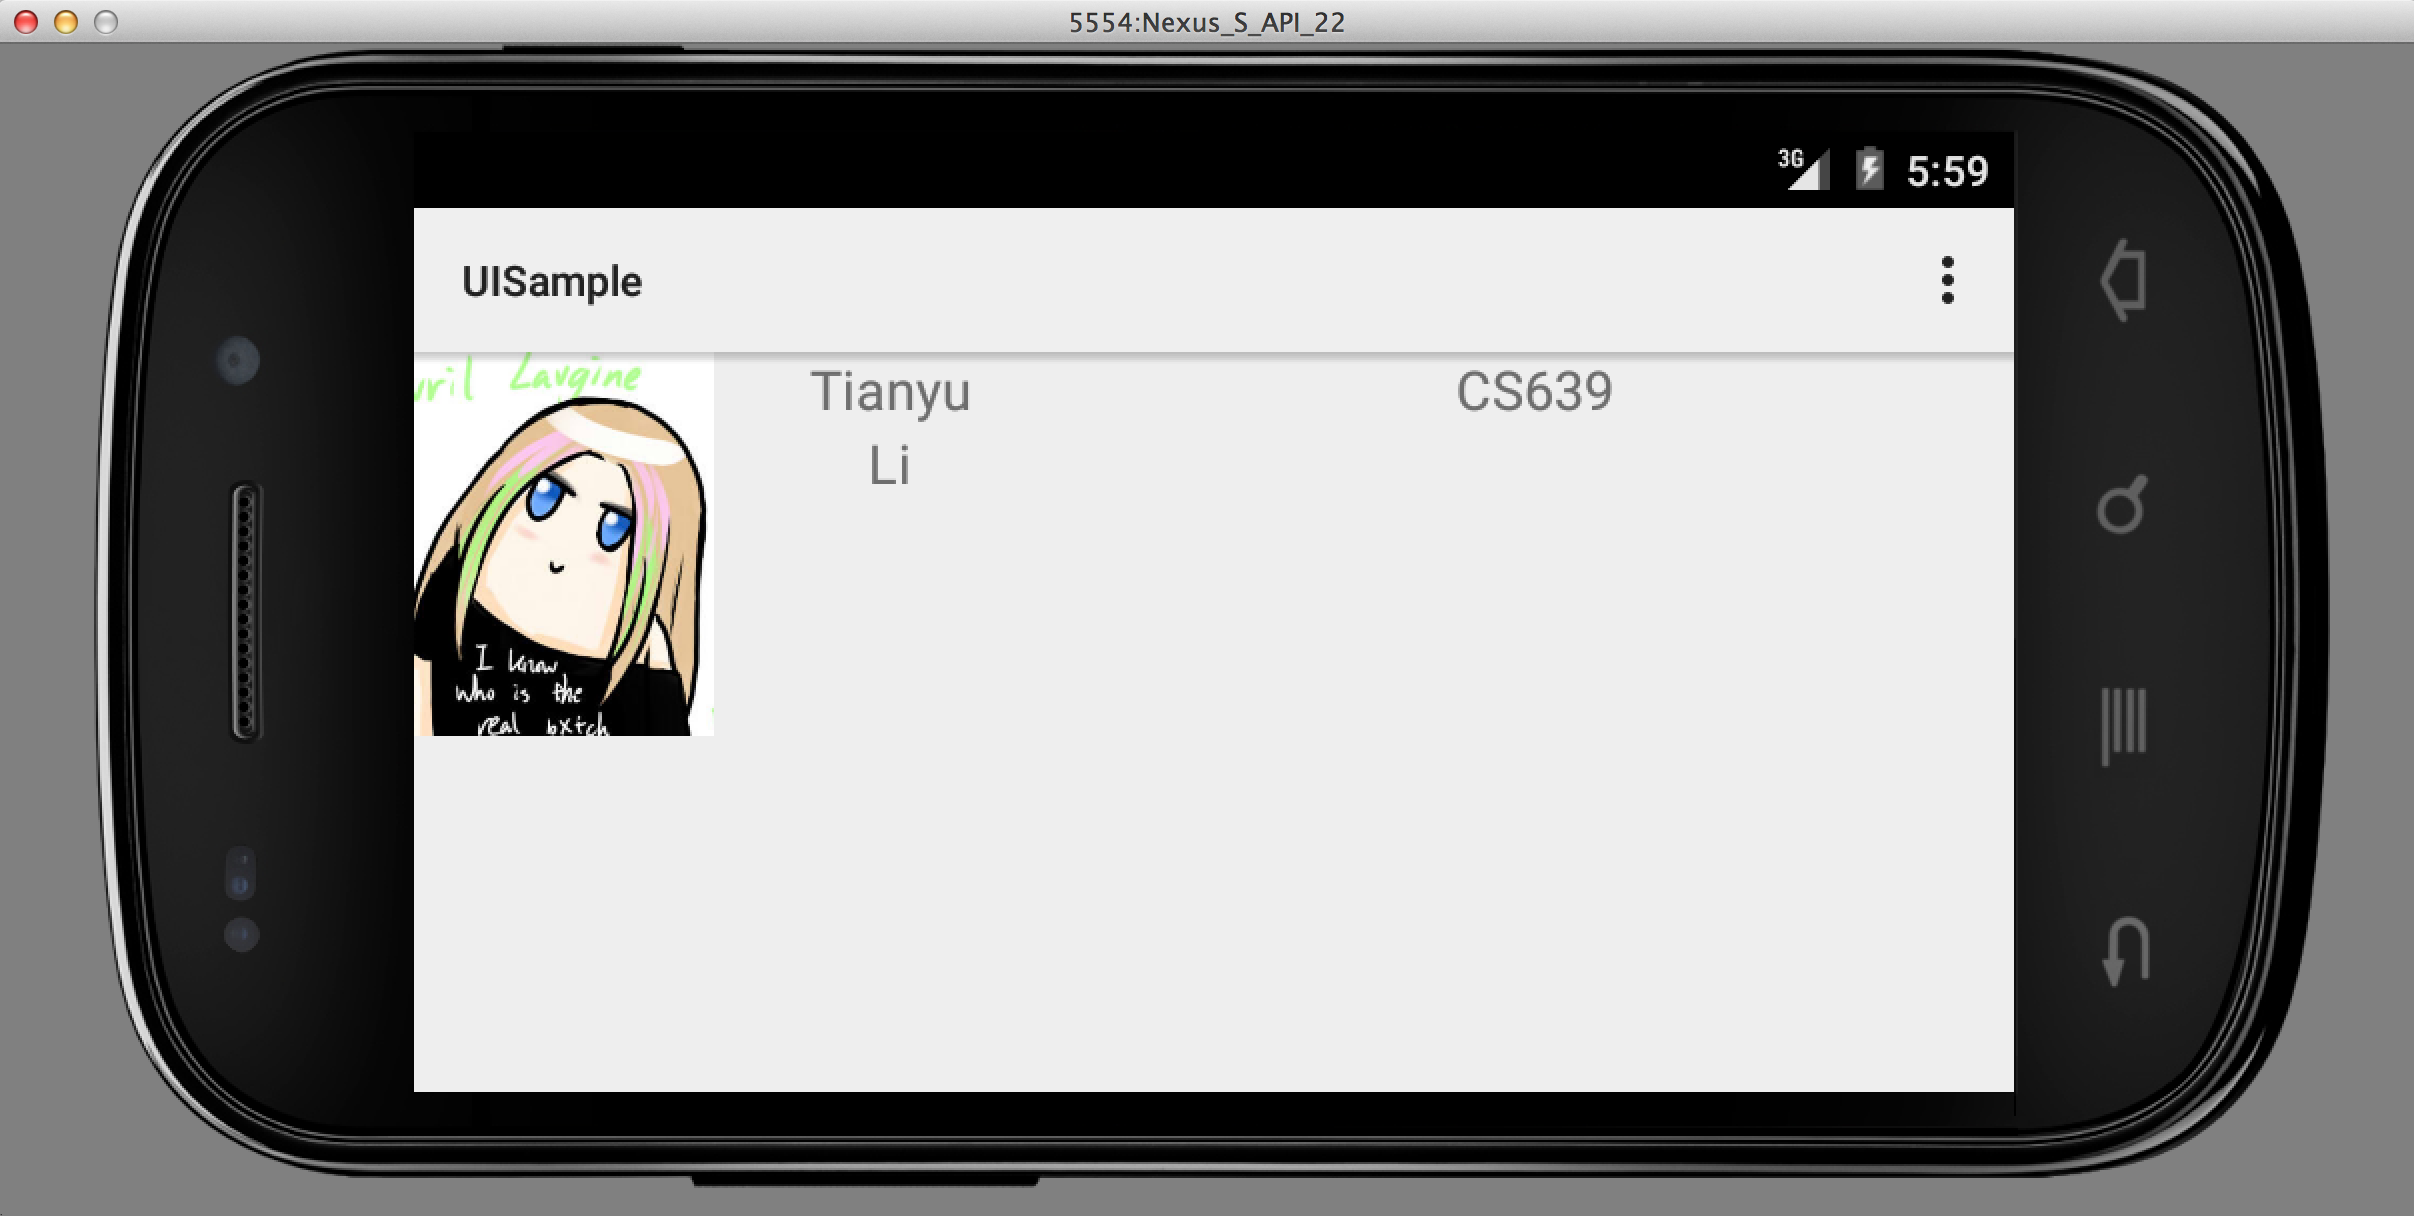 5554:Nexus_S_API_22
3G 5:59
UISample
vril Lavgine
Tianyu
Li
CS639
I know
who is the
real bxtch